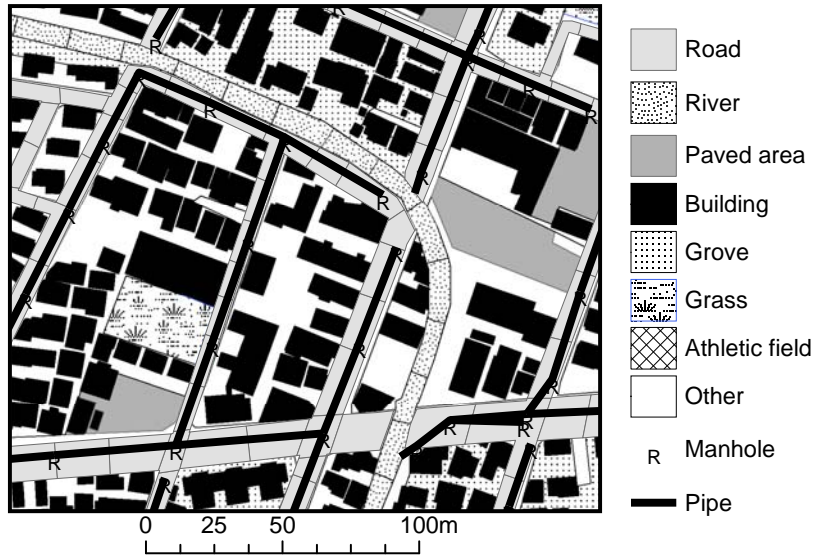 Road
River
Paved area
Building
Grove
Grass
Athletic field
Other
R Manhole
Pipe
0 25 50 100m